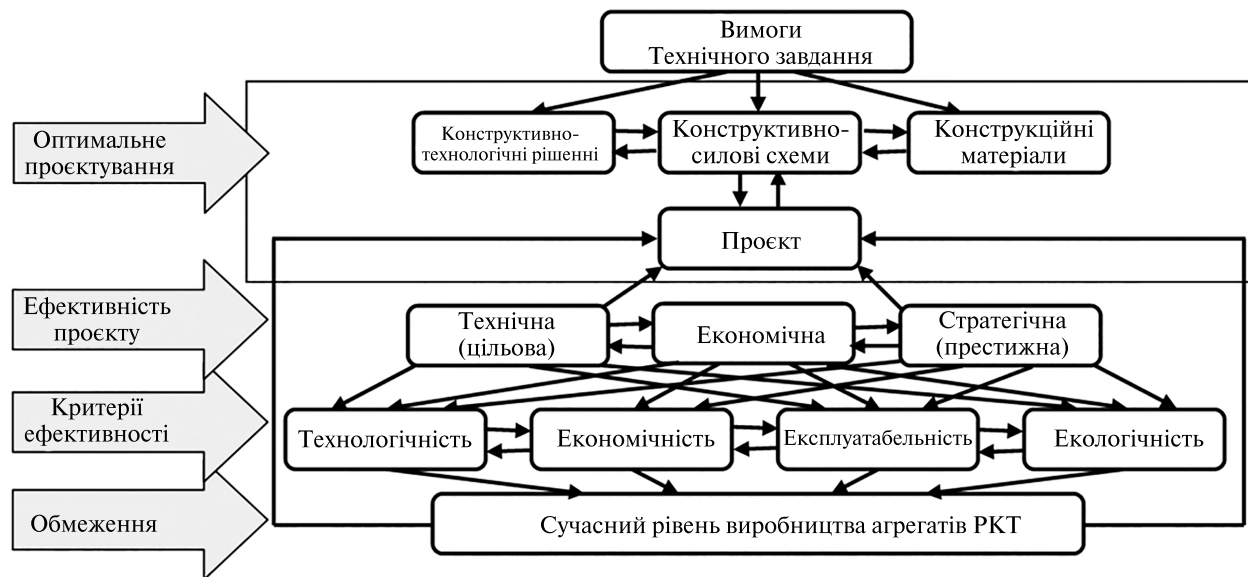 Вимоги
Технічного завдання
Оптимальне
проєктування
Конструктивно-
технологічні рішенні
Конструктивно-
силові схеми
Конструкційні
матеріали
Проєкт
Ефективність
проєкту
Технічна
(цільова)
Економічна
Стратегічна
(престижна)
Критерії
ефективності
Технологічність
Економічність
Експлуатабельність
Екологічність
Обмеження
Сучасний рівень виробництва агрегатів РКТ